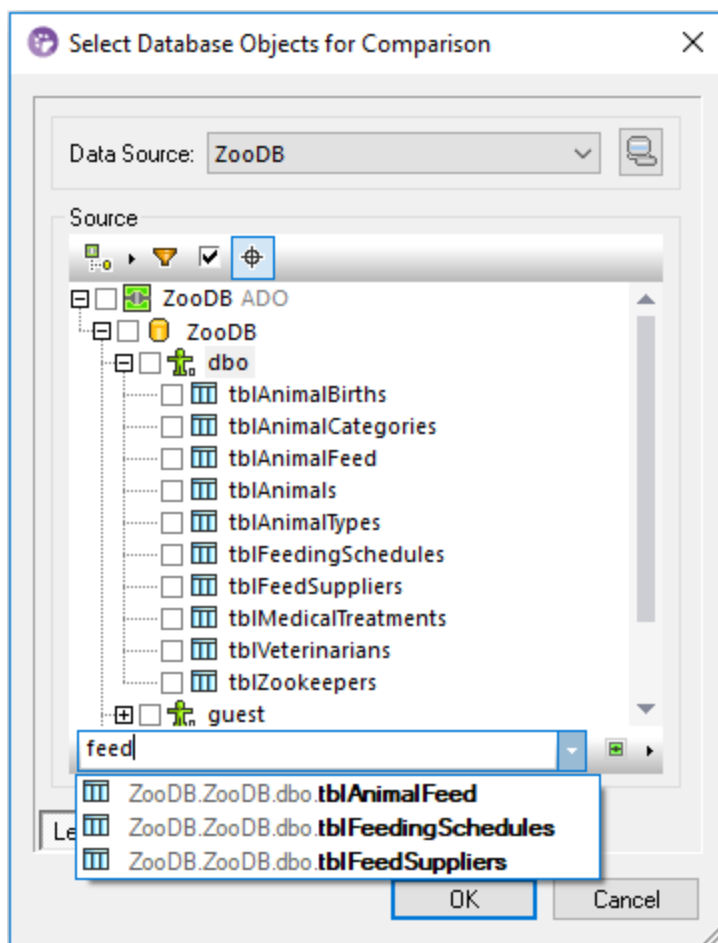 Select Database Objects for Comparison
Data Source: ZooDB
Source
ZooDB ADO
ZooDB
dbo
tblAnimalBirths
tblAnimalCategories
tblAnimalFeed
tblAnimals
tblAnimalTypes
tblFeedingSchedules
tblFeedSuppliers
tblMedicalTreatments
tblVeterinarians
tblZookeepers
guest
feed
ZooDB.ZooDB.dbo.tblAnimalFeed
ZooDB.ZooDB.dbo.tblFeedingSchedules
ZooDB.ZooDB.dbo.tblFeedSuppliers
OK Cancel